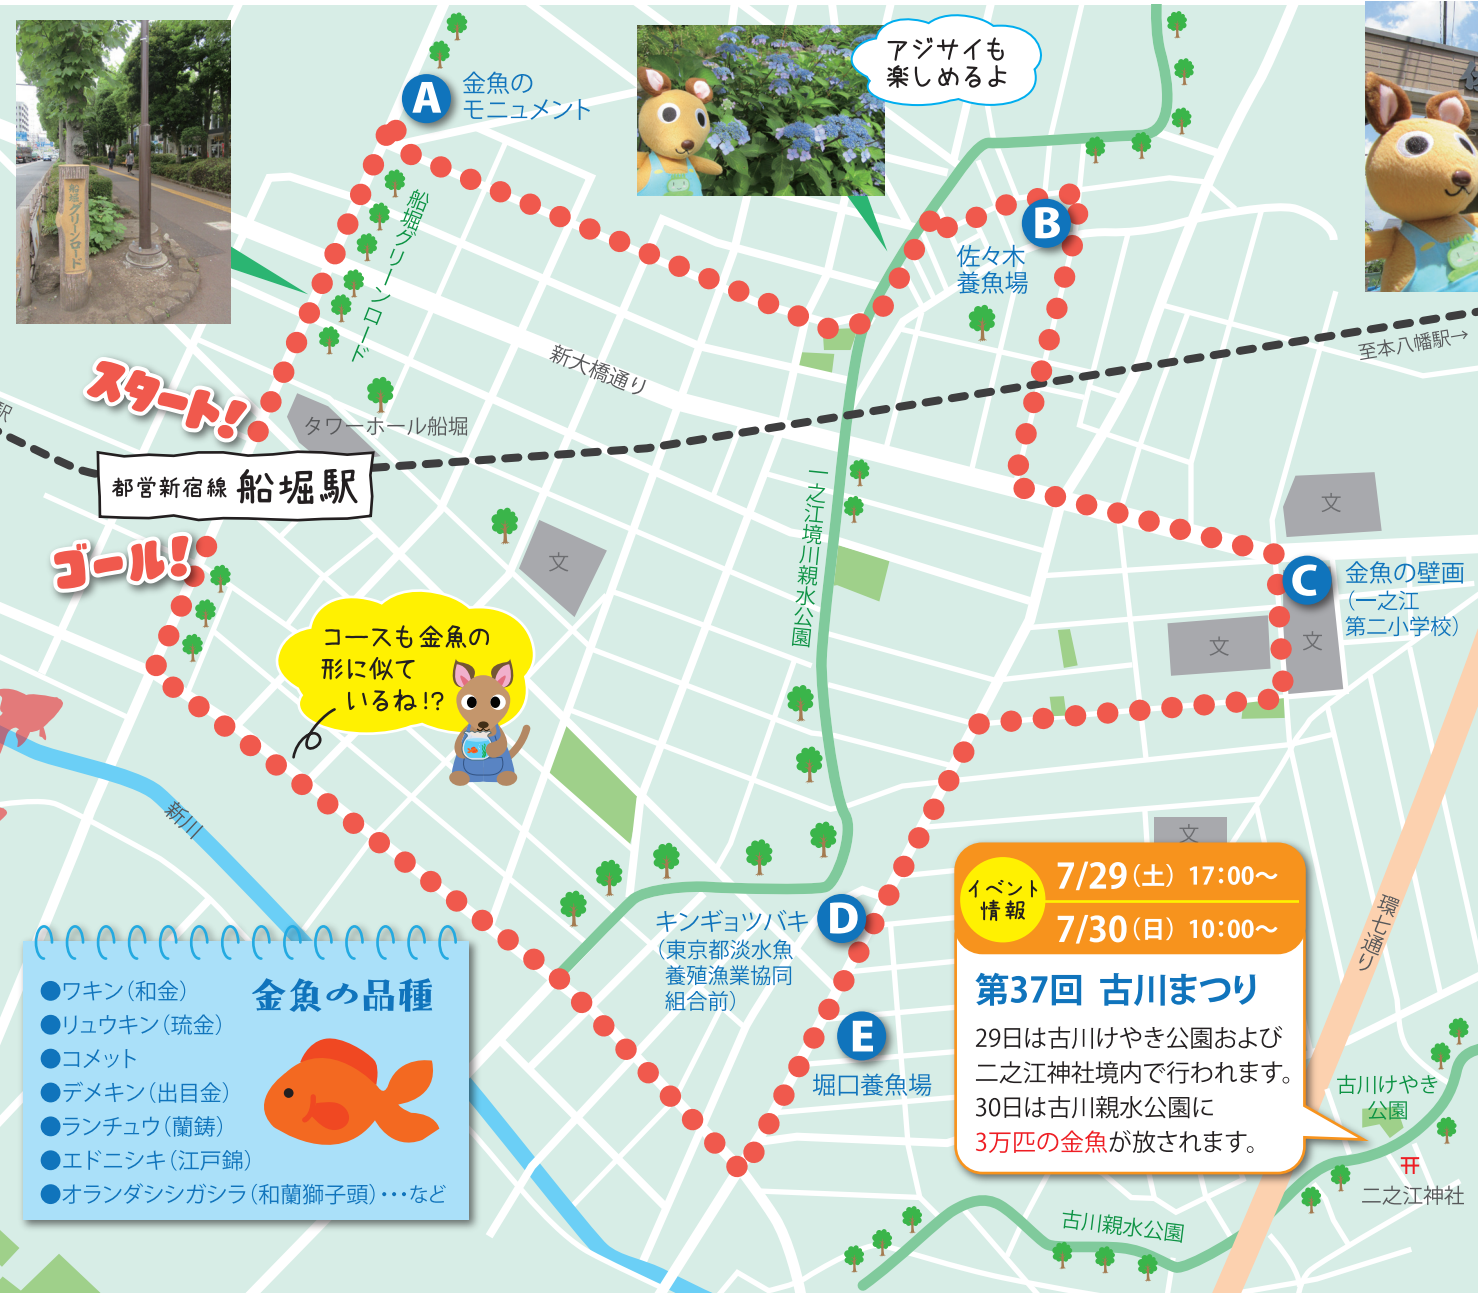 アジサイも
楽しめるよ
A
金魚の
モニュメント
船堀グリーンロード
船堀グリーンロード
B
佐々木
養魚場
至本八幡駅→
新大橋通り
スタート!
タワーホール船堀
駅
都営新宿線 船堀駅
ゴール!
一之江境川親水公園
文
文
文
文
文
C
金魚の壁画
(一之江
第二小学校)
コースも金魚の
形に似て
いるね!?
新川
キンギョツバキ
D
(東京都淡水魚
養殖漁業協同
組合前)
E
堀口養魚場
環七通り
イベント
情報
7/29(土) 17:00~
7/30(日) 10:00~
第37回 古川まつり
29日は古川けやき公園および
二之江神社境内で行われます。
30日は古川親水公園に
3万匹の金魚が放されます。
古川けやき
公園
二之江神社
古川親水公園
金魚の品種
●ワキン(和金)
●リュウキン(琉金)
●コメット
●デメキン(出目金)
●ランチュウ(蘭鋳)
●エドニシキ(江戸錦)
●オランダシシガシラ(和蘭獅子頭)･･･など